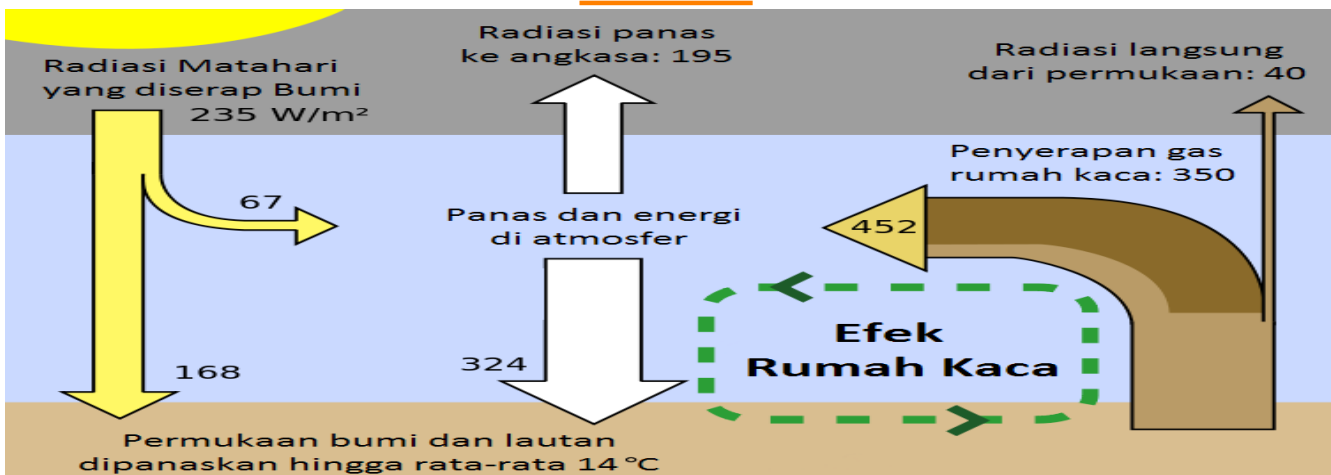 Radiasi Matahari
yang diserap Bumi
235 W/m²
Radiasi panas
ke angkasa: 195
Radiasi langsung
dari permukaan: 40
Penyerapan gas
rumah kaca: 350
67
Panas dan energi
di atmosfer
452
Efek
Rumah Kaca
168
324
Permukaan bumi dan lautan
dipanaskan hingga rata-rata 14°C